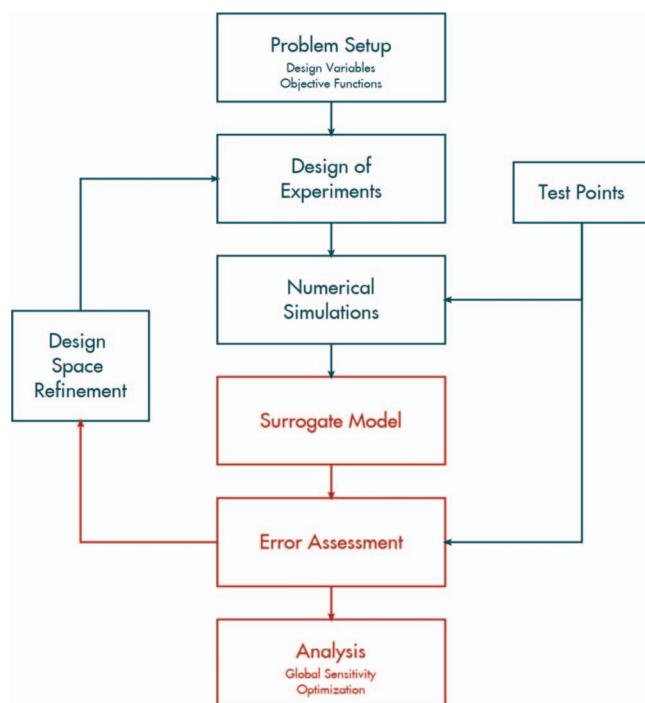 Problem Setup
Design Variables
Objective Functions
Design of
Experiments
Test Points
Numerical
Simulations
Design
Space
Refinement
Surrogate Model
Error Assessment
Analysis
Global Sensitivity
Optimization